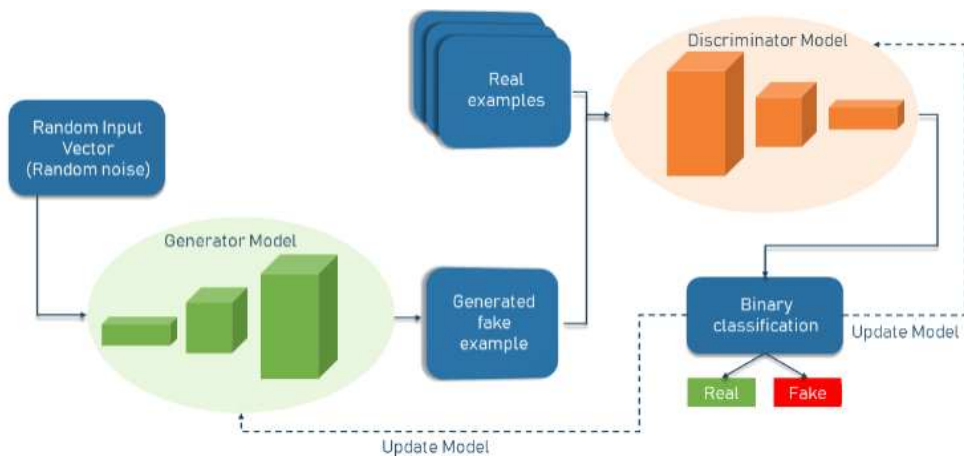 Discriminator Model
Real
examples
Random Input
Vector
(Random noise)
Generator Model
Generated
fake
example
Binary
classification
Update Model
Real
Fake
Update Model